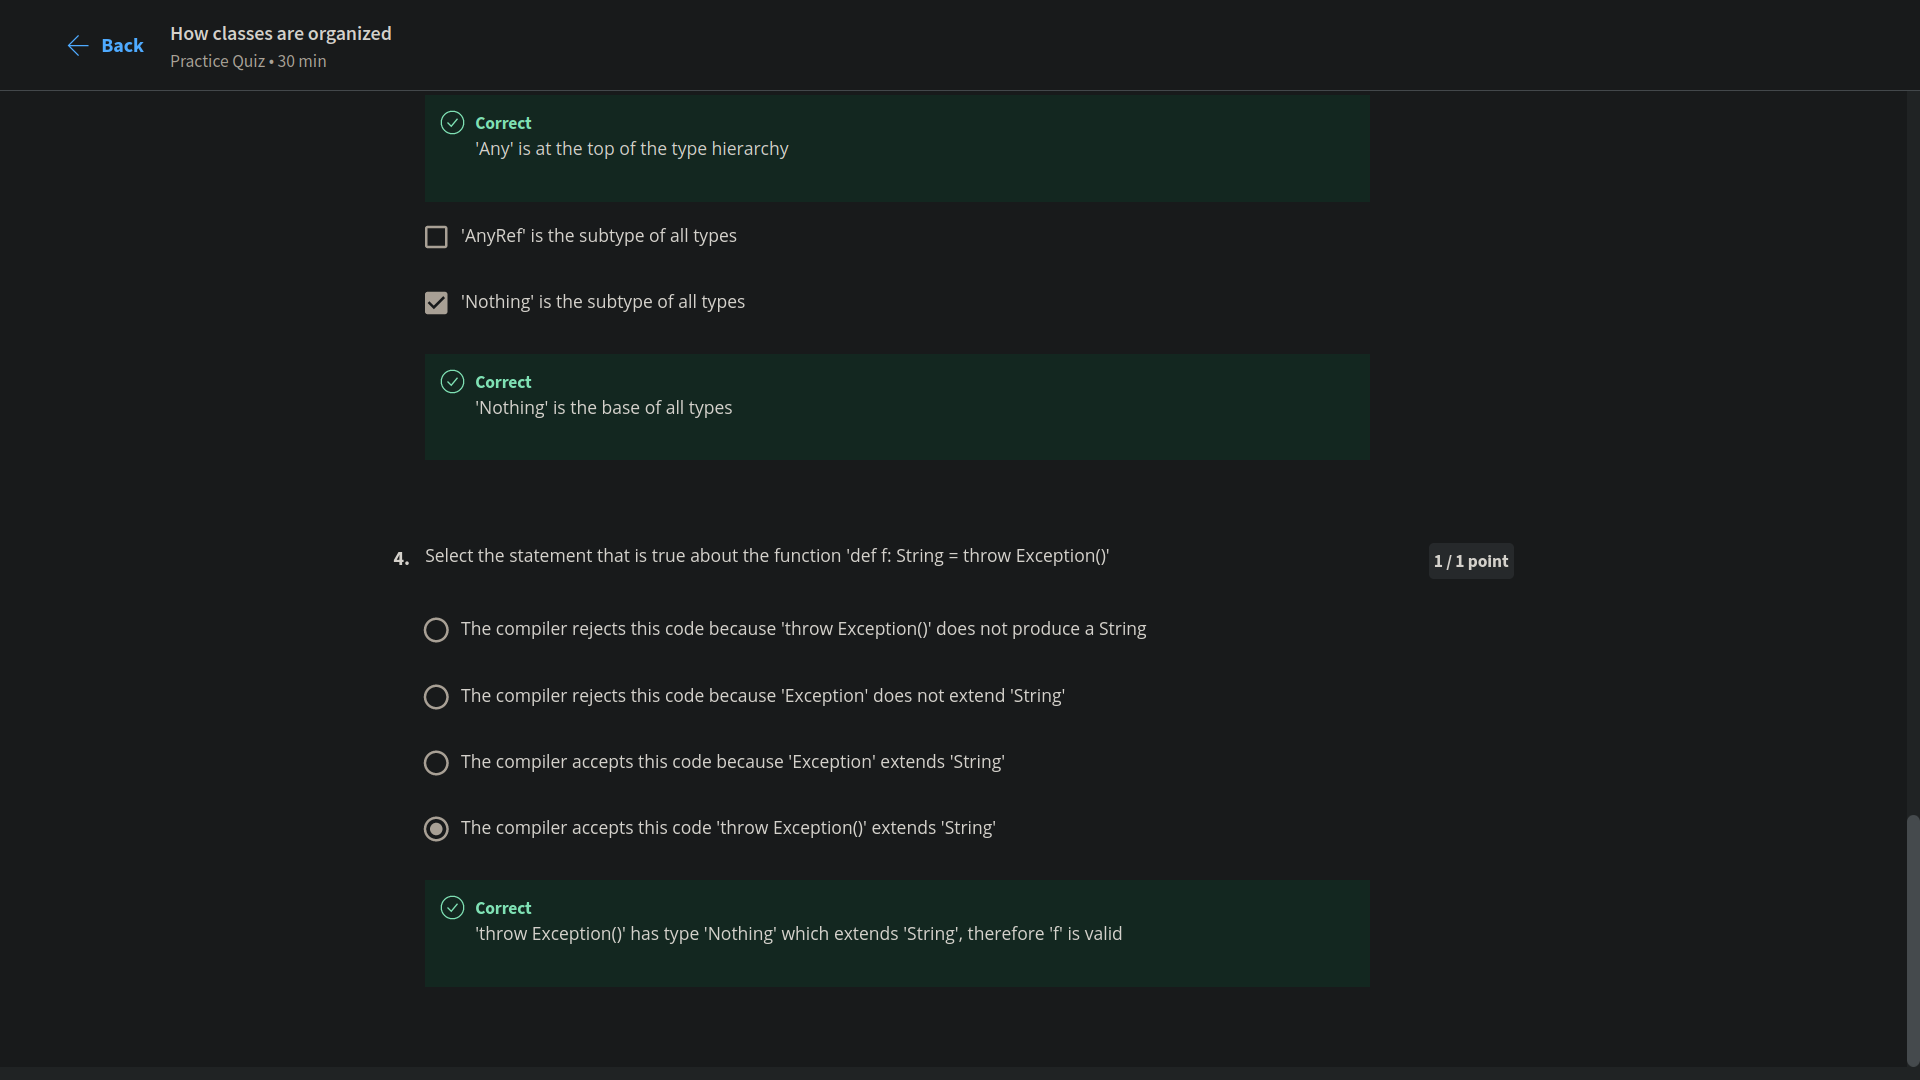 Back
How classes are organized
Practice Quiz • 30 min
Correct
'Any' is at the top of the type hierarchy
'AnyRef' is the subtype of all types
'Nothing' is the subtype of all types
Correct
'Nothing' is the base of all types
4. Select the statement that is true about the function 'def f: String = throw Exception()'
1 / 1 point
The compiler rejects this code because 'throw Exception()' does not produce a String
The compiler rejects this code because 'Exception' does not extend 'String'
The compiler accepts this code because 'Exception' extends 'String'
The compiler accepts this code 'throw Exception()' extends 'String'
Correct
'throw Exception()' has type 'Nothing' which extends 'String', therefore 'f' is valid